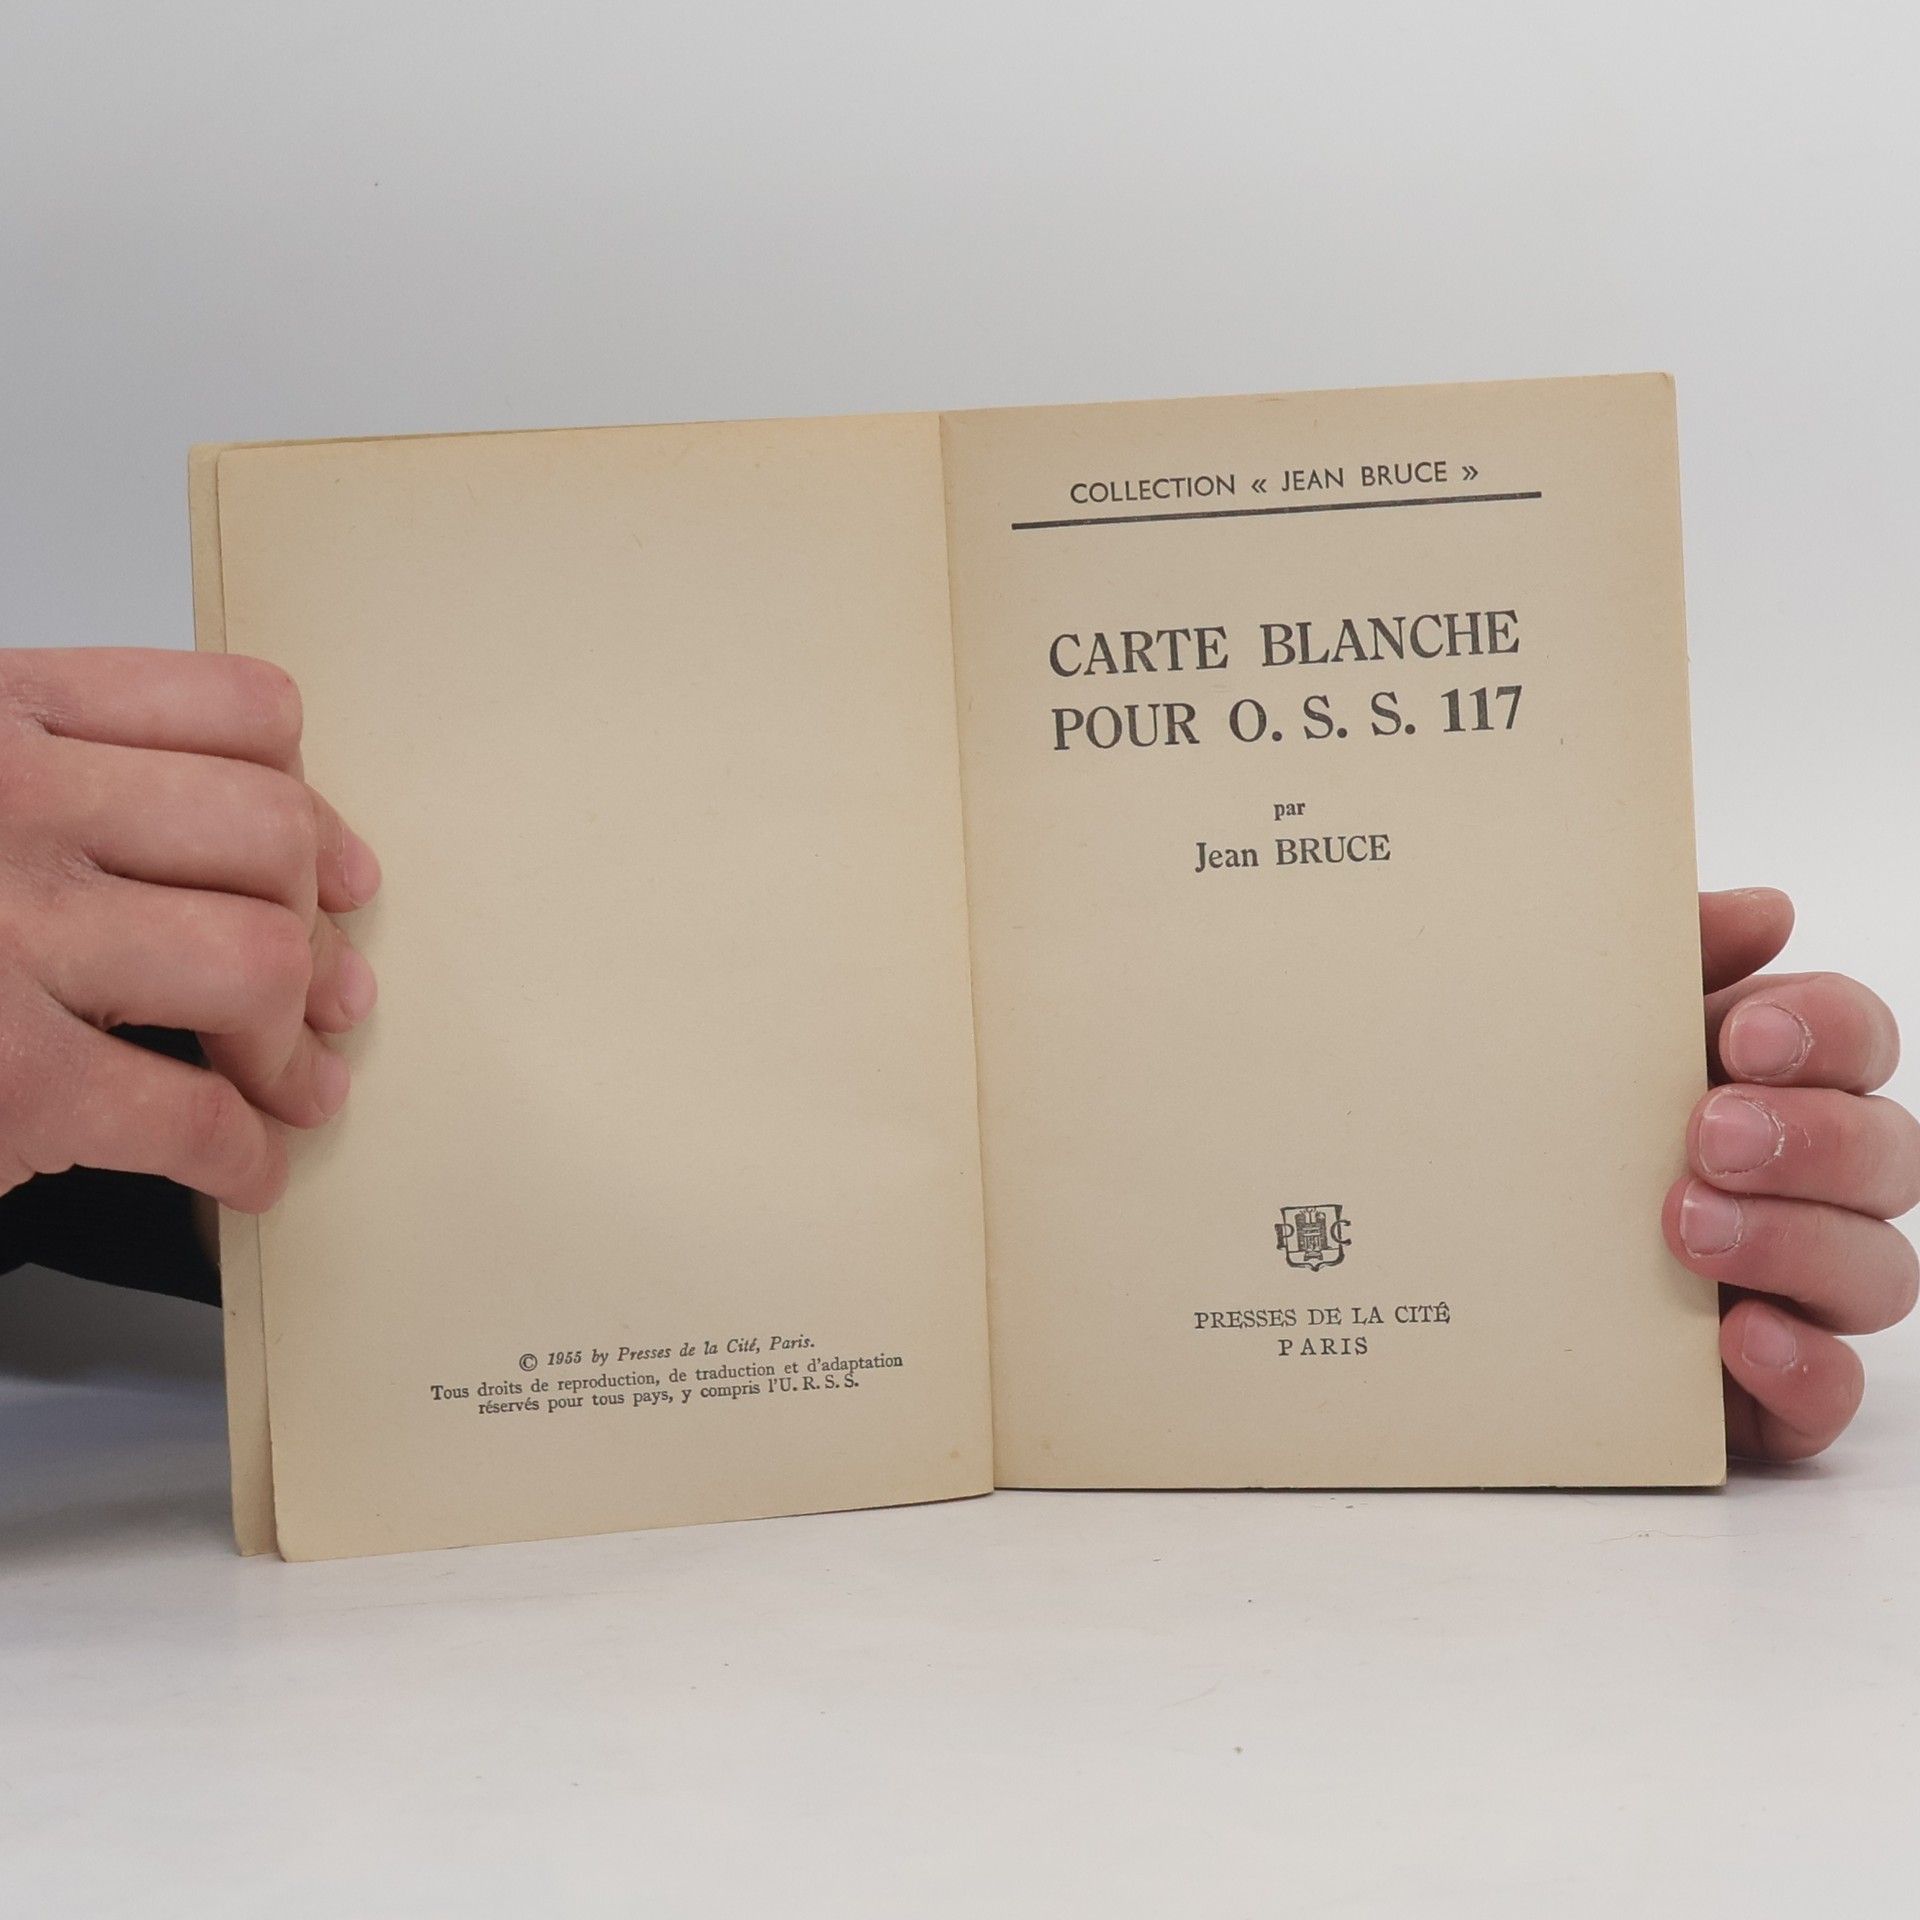 © 1955 by Presses de la Cité, Paris.
Tous droits de reproduction, de traduction et d'adaptation
réservés pour tous pays, y compris l'U. R. S. S.
COLLECTION « JEAN BRUCE »
CARTE BLANCHE
POUR O. S. S. 117
par
Jean BRUCE
P C
PRESSES DE LA CITÉ
PARIS